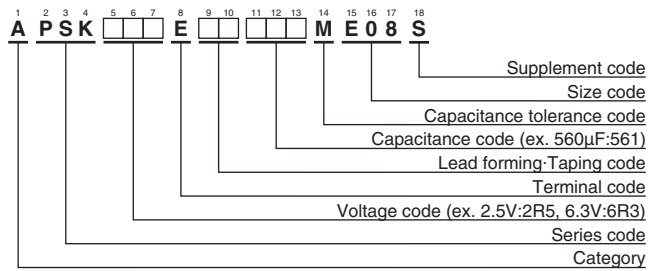 1 2 3 4 5 6 7 8 9 10 11 12 13 14 15 16 17 18
A P S K E M E 0 8 S
Supplement code
Size code
Capacitance tolerance code
Capacitance code (ex. 560µF:561)
Lead forming·Taping code
Terminal code
Voltage code (ex. 2.5V:2R5, 6.3V:6R3)
Series code
Category